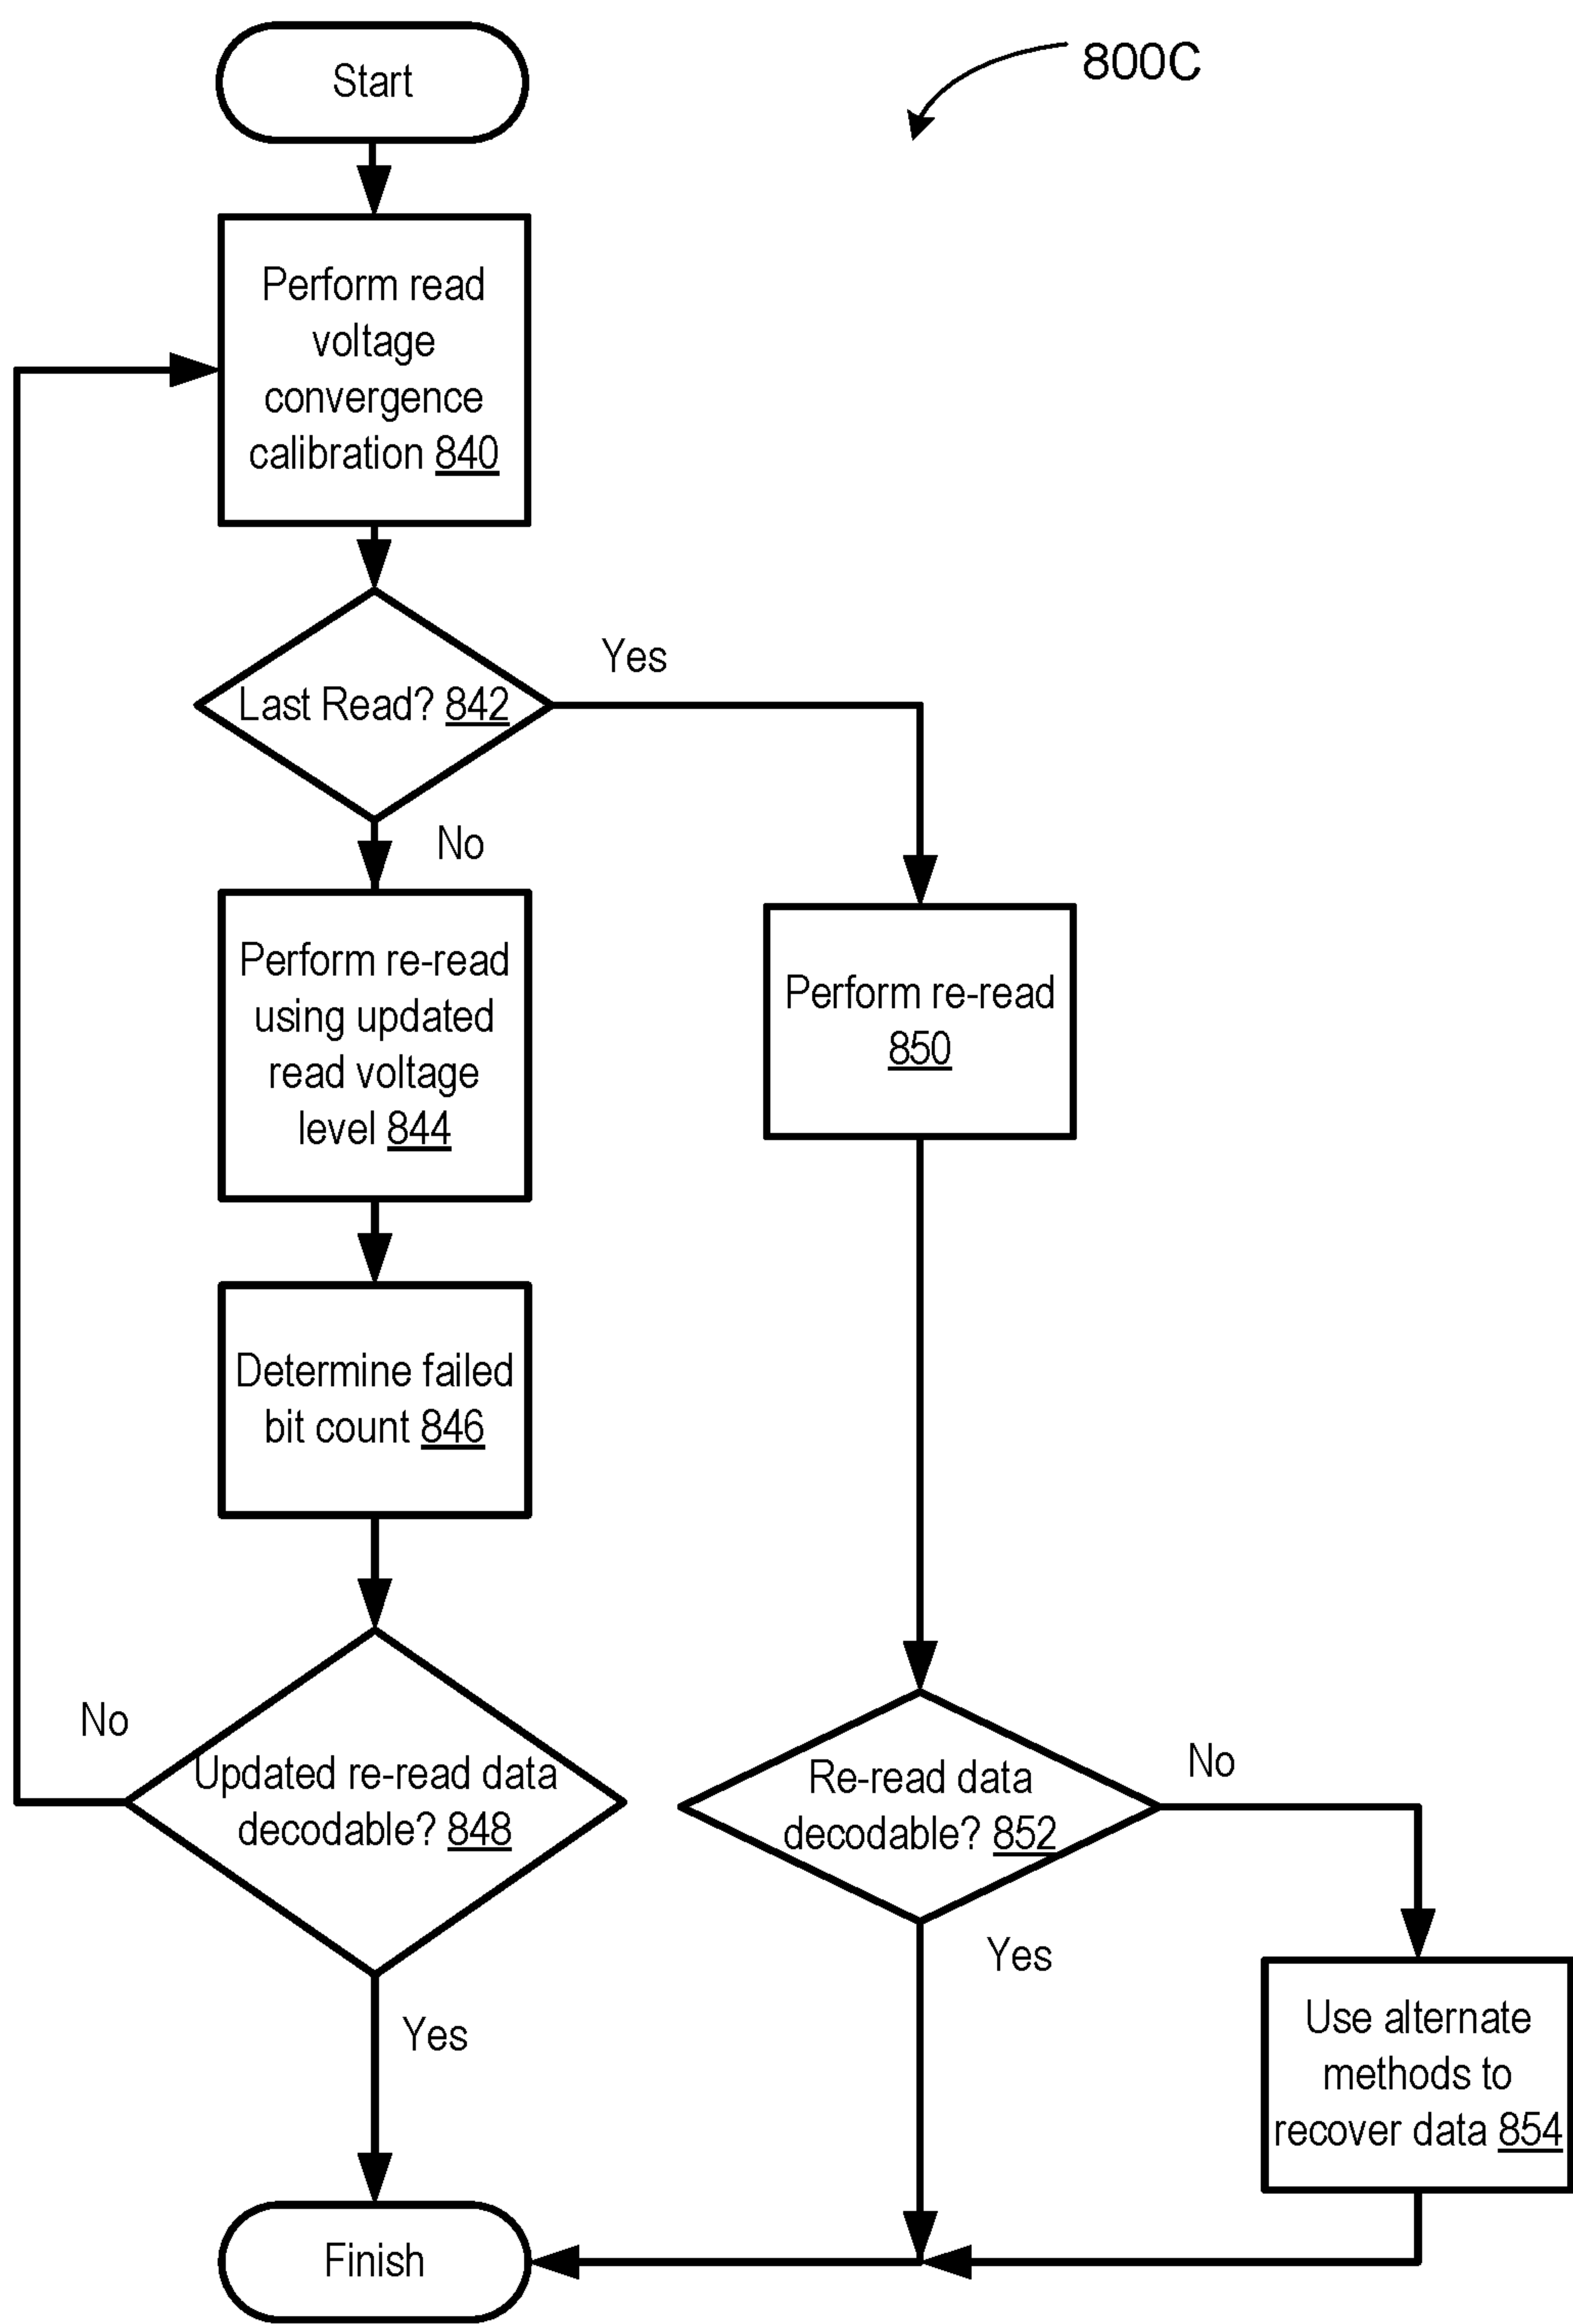 Start
800C
Perform read
voltage
convergence
calibration 840
Yes
Last Read? 842
No
Perform re-read
using updated
read voltage
level 844
Perform re-read
850
Determine failed
bit count 846
No
Updated re-read data
decodable? 848
Re-read data
decodable? 852
No
Yes
Yes
Use alternate
methods to
recover data 854
Finish